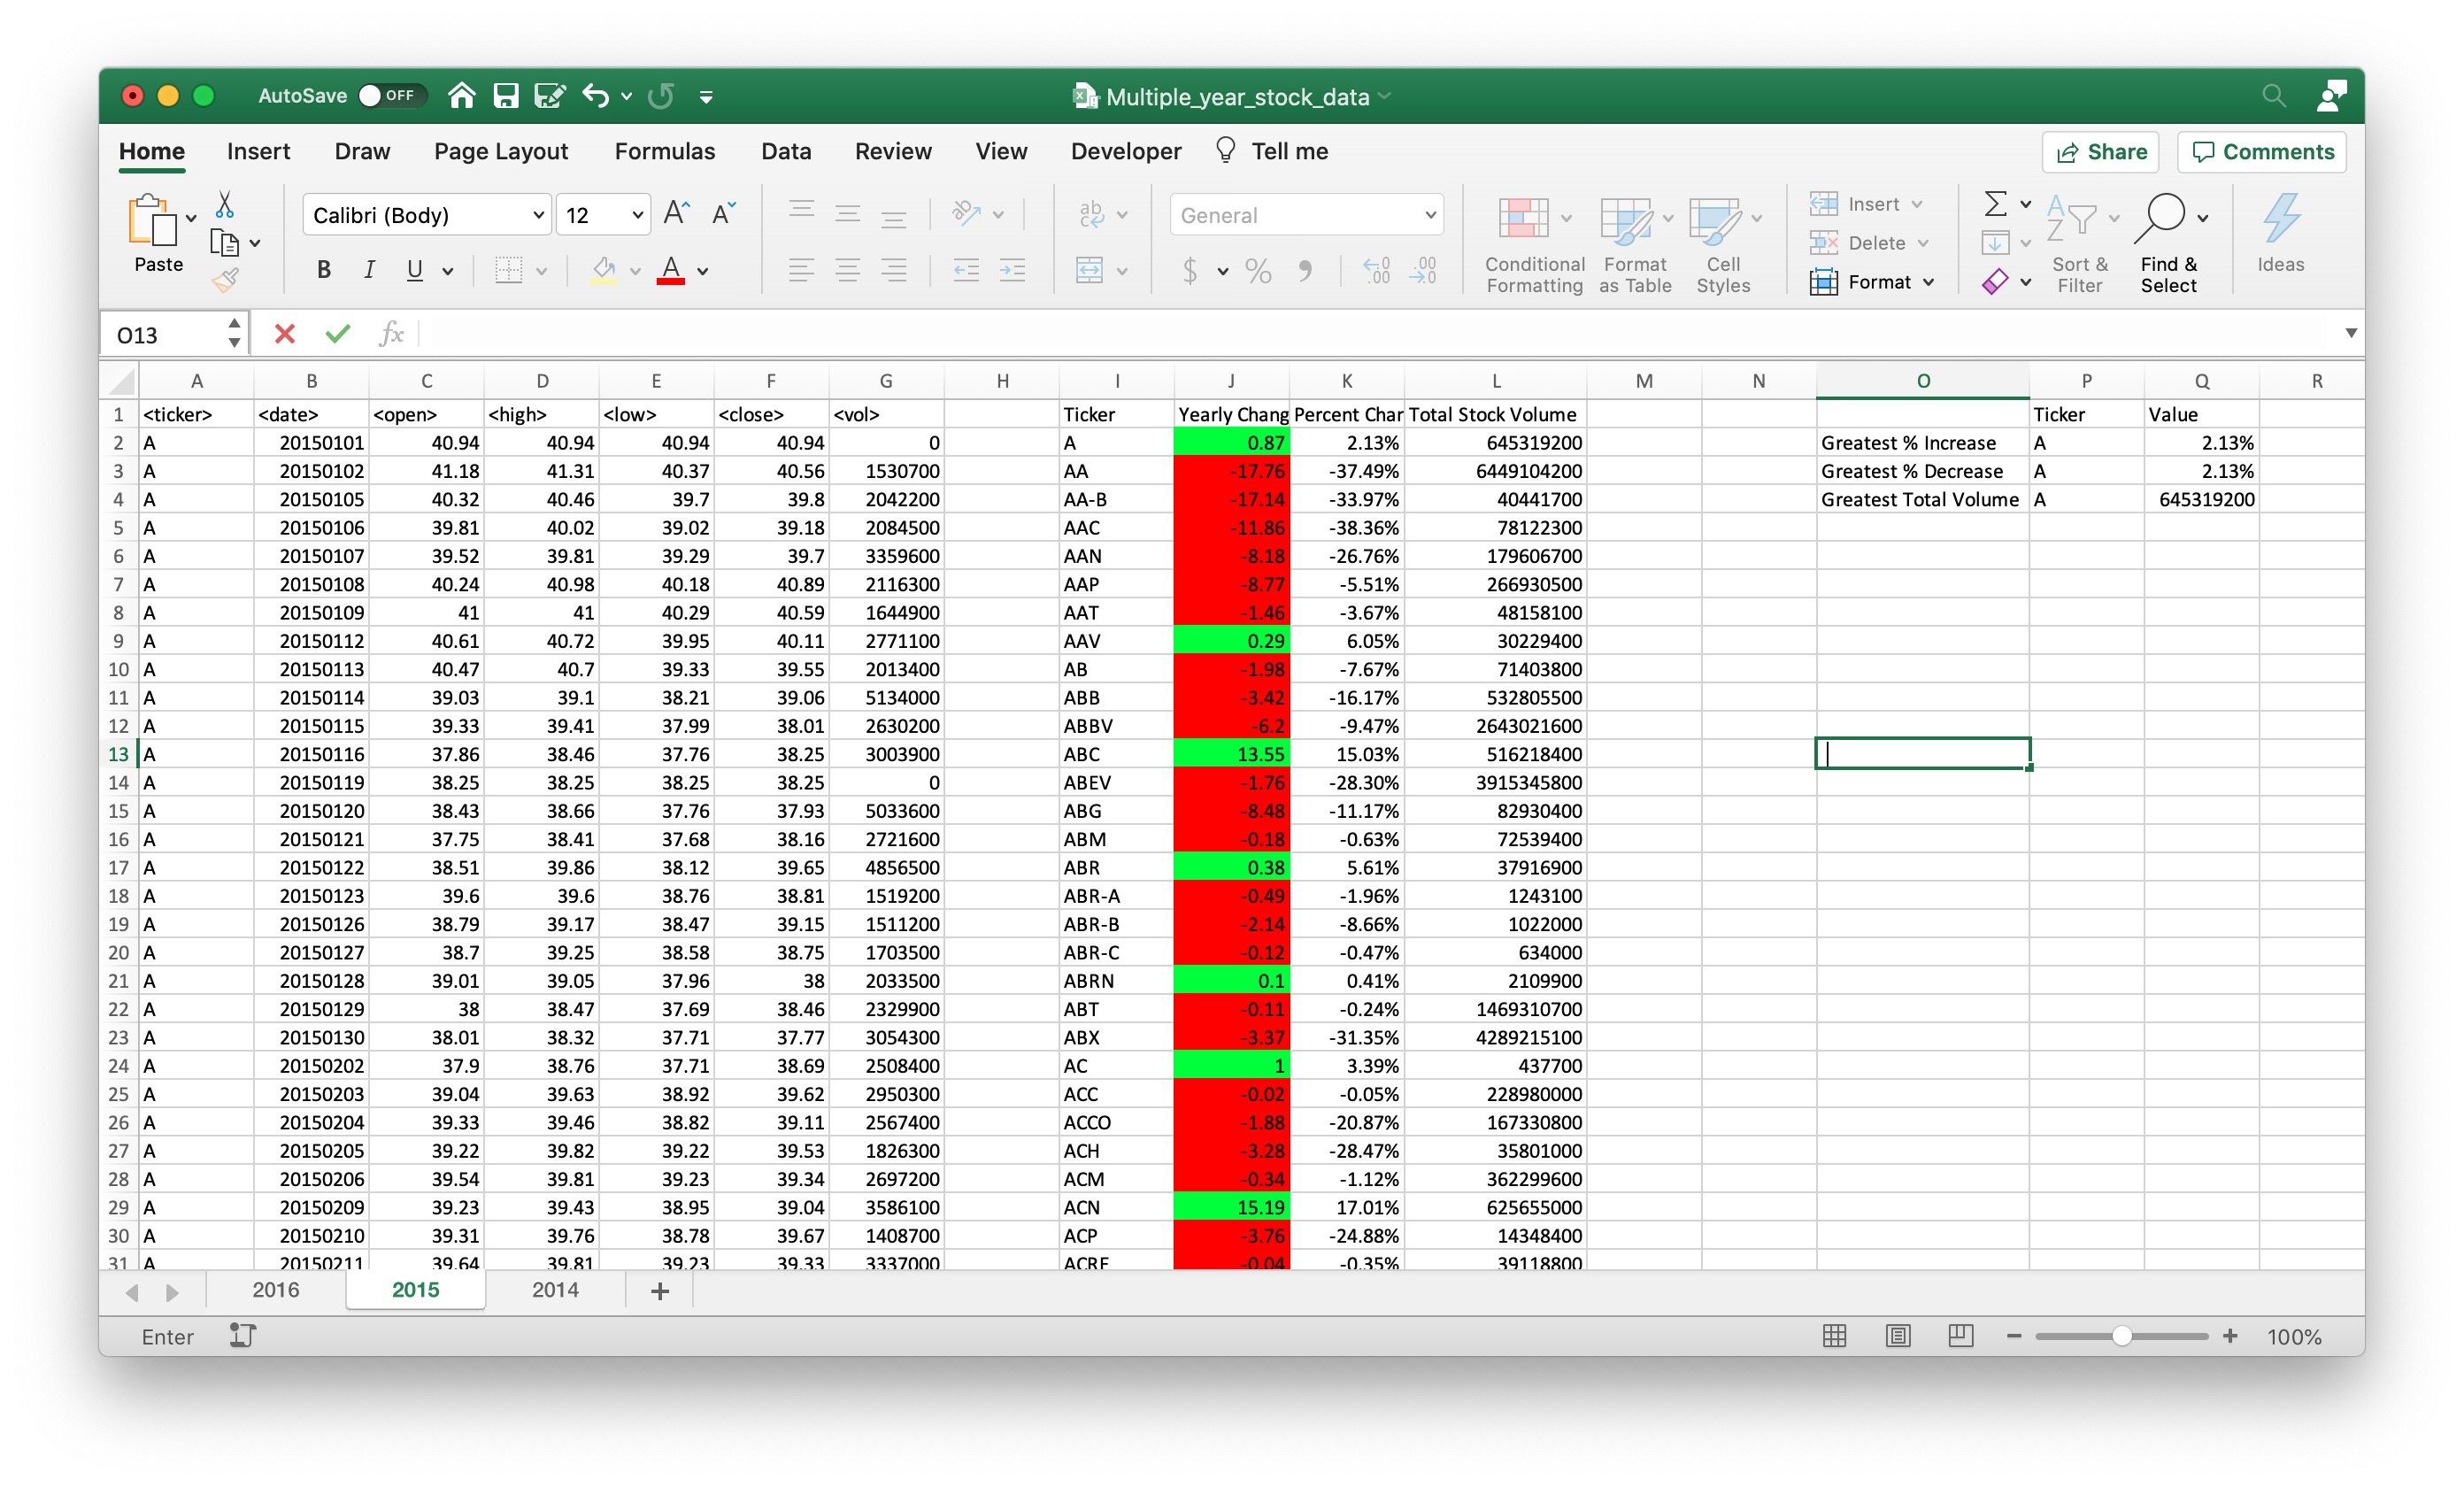 AutoSave OFF Multiple_year_stock_data
Home Insert Draw Page Layout Formulas Data Review View Developer Tell me Share Comments
Paste Calibri (Body) 12 A A General Insert
B I U A $ % Conditional Formatting Format as Table Cell Styles Delete Format Sort & Filter Find & Select Ideas
O13 fx
A B C D E F G H I J K L M N O P Q R
1 <ticker> <date> <open> <high> <low> <close> <vol> Ticker Yearly Chang Percent Char Total Stock Volume Ticker Value
2 A 20150101 40.94 40.94 40.94 40.94 0 A 0.87 2.13% 645319200 Greatest % Increase A 2.13%
3 A 20150102 41.18 41.31 40.37 40.56 1530700 AA -17.76 -37.49% 6449104200 Greatest % Decrease A 2.13%
4 A 20150105 40.32 40.46 39.7 39.8 2042200 AA-B -17.14 -33.97% 40441700 Greatest Total Volume A 645319200
5 A 20150106 39.81 40.02 39.02 39.18 2084500 AAC -11.86 -38.36% 78122300
6 A 20150107 39.52 39.81 39.29 39.7 3359600 AAN -8.18 -26.76% 179606700
7 A 20150108 40.24 40.98 40.18 40.89 2116300 AAP -8.77 -5.51% 266930500
8 A 20150109 41 41 40.29 40.59 1644900 AAT -1.46 -3.67% 48158100
9 A 20150112 40.61 40.72 39.95 40.11 2771100 AAV 0.29 6.05% 30229400
10 A 20150113 40.47 40.7 39.33 39.55 2013400 AB -1.98 -7.67% 71403800
11 A 20150114 39.03 39.1 38.21 39.06 5134000 ABB -3.42 -16.17% 532805500
12 A 20150115 39.33 39.41 37.99 38.01 2630200 ABBV -6.2 -9.47% 2643021600
13 A 20150116 37.86 38.46 37.76 38.25 3003900 ABC 13.55 15.03% 516218400
14 A 20150119 38.25 38.25 38.25 38.25 0 ABEV -1.76 -28.30% 3915345800
15 A 20150120 38.43 38.66 37.76 37.93 5033600 ABG -8.48 -11.17% 82930400
16 A 20150121 37.75 38.41 37.68 38.16 2721600 ABM -0.18 -0.63% 72539400
17 A 20150122 38.51 39.86 38.12 39.65 4856500 ABR 0.38 5.61% 37916900
18 A 20150123 39.6 39.6 38.76 38.81 1519200 ABR-A -0.49 -1.96% 1243100
19 A 20150126 38.79 39.17 38.47 39.15 1511200 ABR-B -2.14 -8.66% 1022000
20 A 20150127 38.7 39.25 38.58 38.75 1703500 ABR-C -0.12 -0.47% 634000
21 A 20150128 39.01 39.05 37.96 38 2033500 ABRN 0.1 0.41% 2109900
22 A 20150129 38 38.47 37.69 38.46 2329900 ABT -0.11 -0.24% 1469310700
23 A 20150130 38.01 38.32 37.71 37.77 3054300 ABX -3.37 -31.35% 4289215100
24 A 20150202 37.9 38.76 37.71 38.69 2508400 AC 1 3.39% 437700
25 A 20150203 39.04 39.63 38.92 39.62 2950300 ACC -0.02 -0.05% 228980000
26 A 20150204 39.33 39.46 38.82 39.11 2567400 ACCO -1.88 -20.87% 167330800
27 A 20150205 39.22 39.82 39.22 39.53 1826300 ACH -3.28 -28.47% 35801000
28 A 20150206 39.54 39.81 39.23 39.34 2697200 ACM -0.34 -1.12% 362299600
29 A 20150209 39.23 39.43 38.95 39.04 3586100 ACN 15.19 17.01% 625655000
30 A 20150210 39.31 39.76 38.78 39.67 1408700 ACP -3.76 -24.88% 14348400
31 A 20150211 39.64 39.81 39.23 39.33 3337000 ACRE -0.04 -0.35% 39118800
2016 2015 2014
Enter 100%